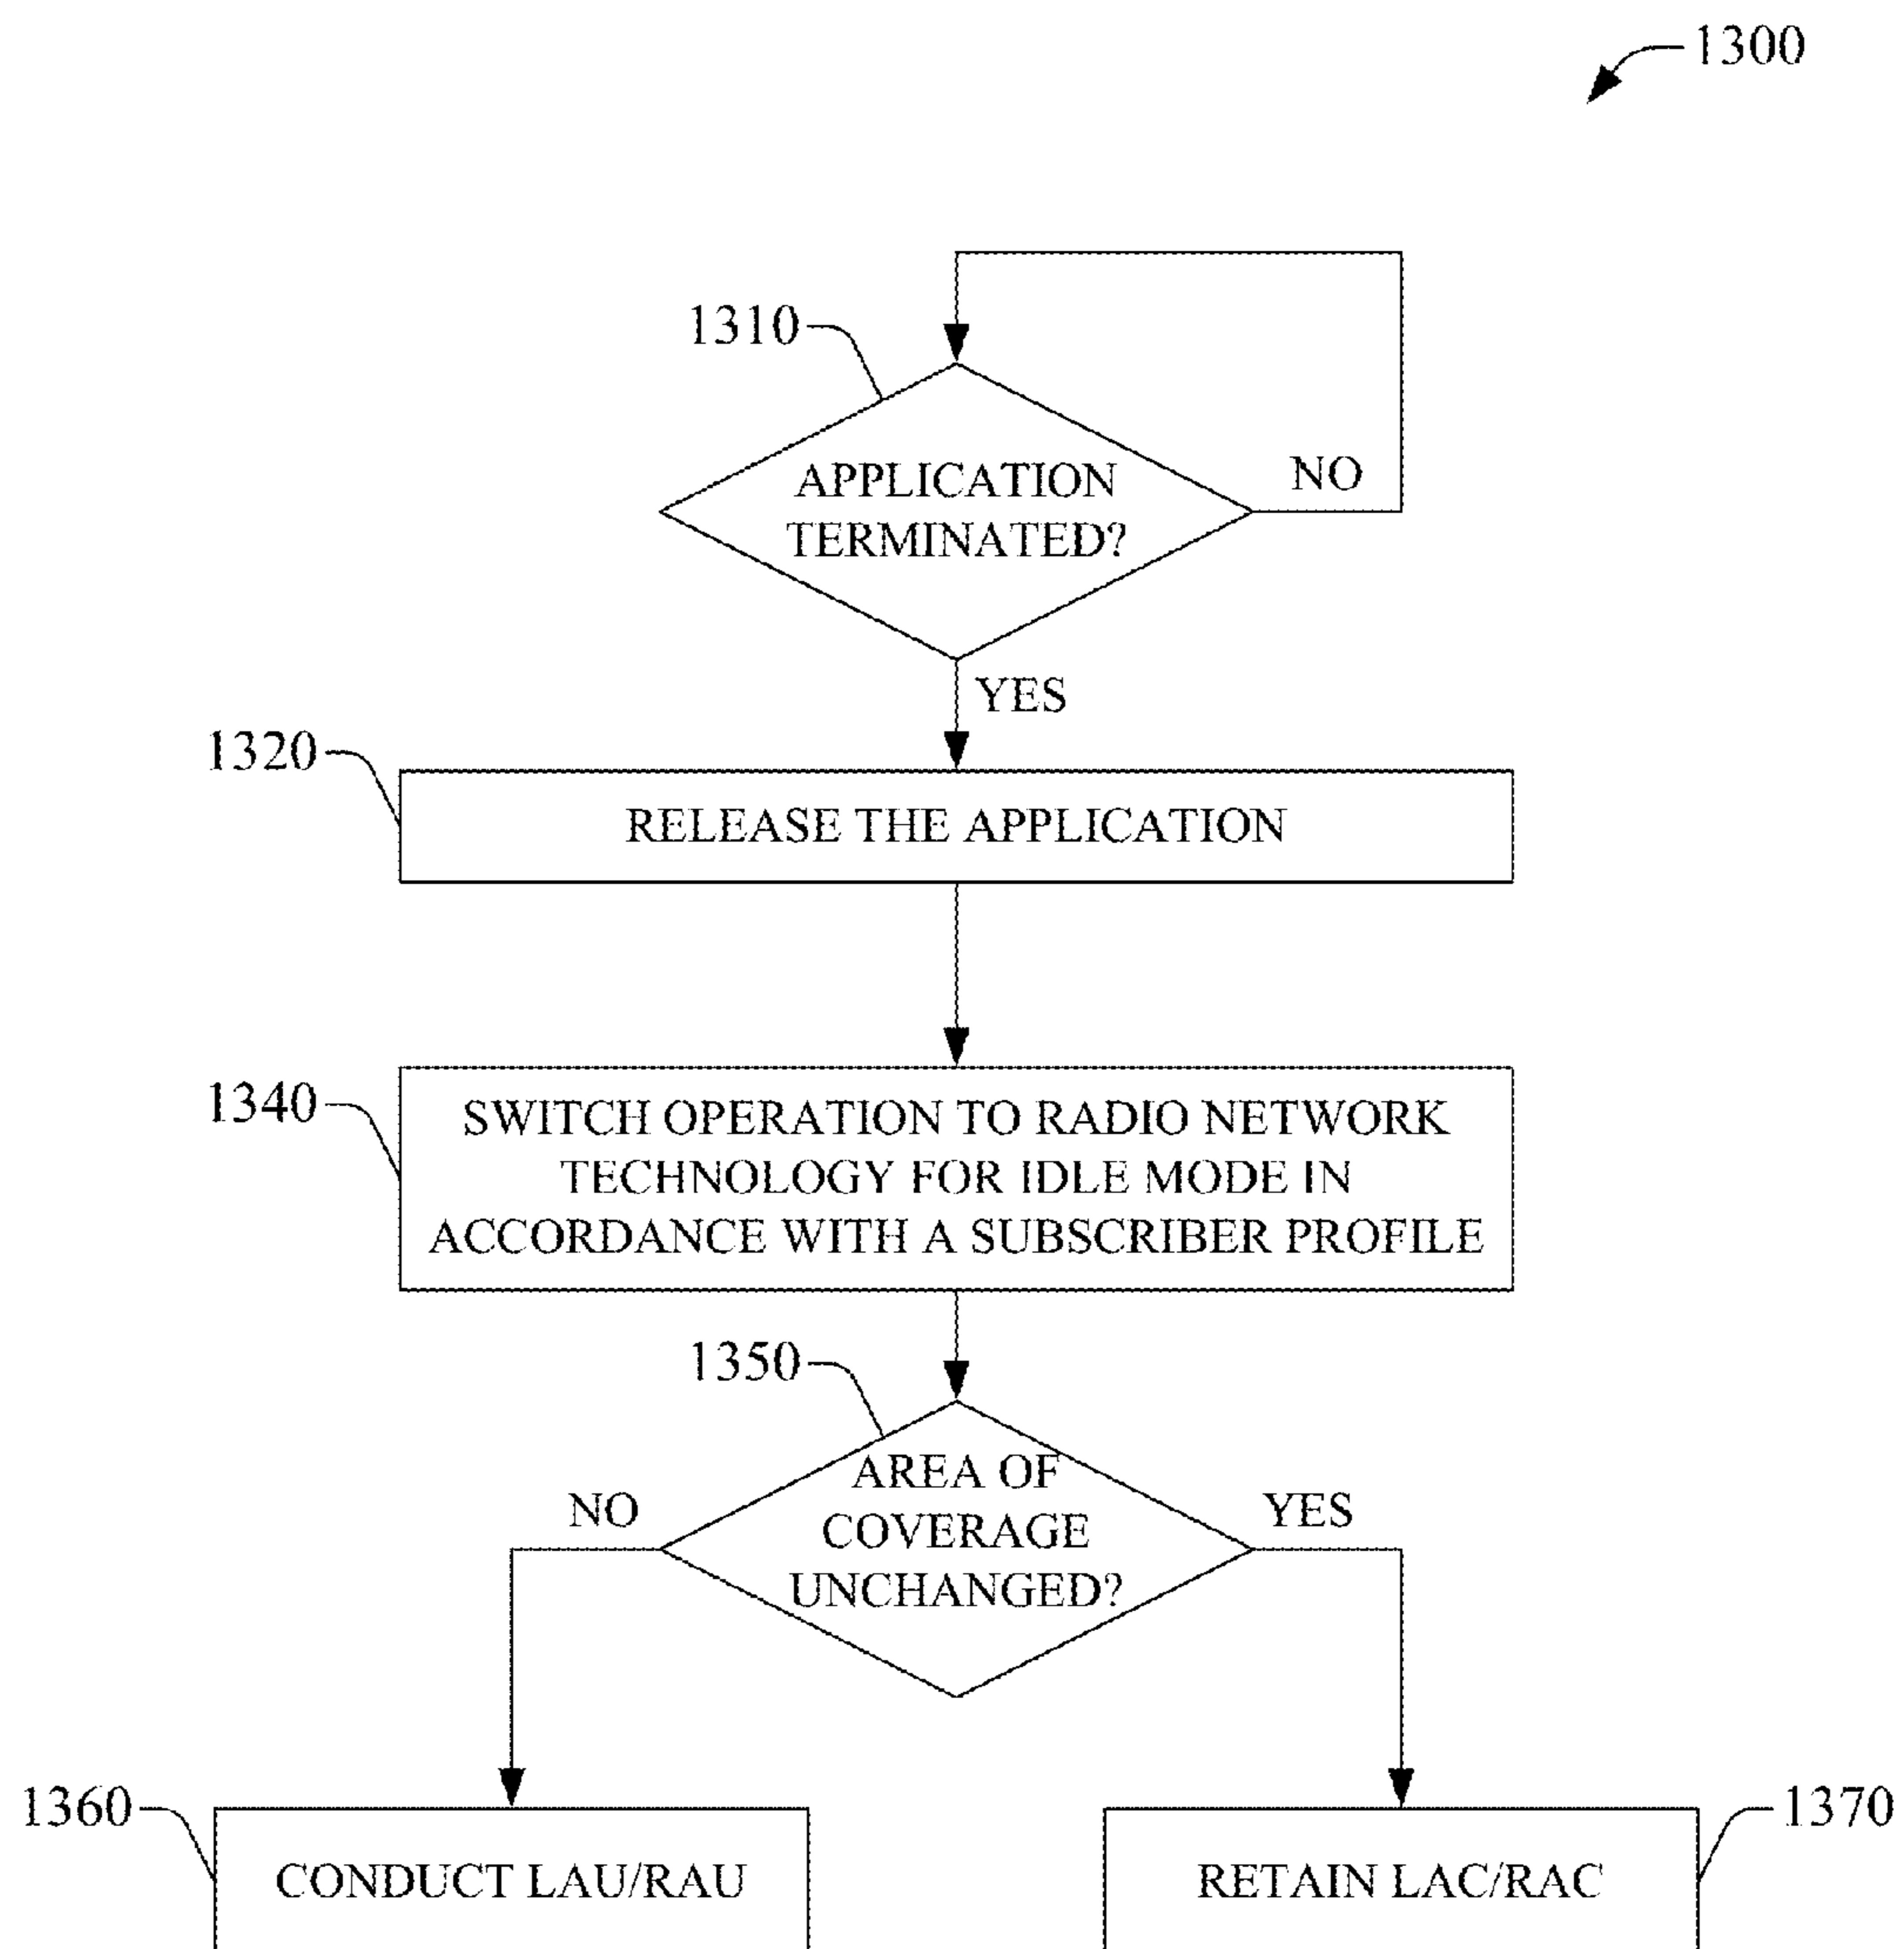 1300
1310
APPLICATION
TERMINATED?
NO
YES
1320
RELEASE THE APPLICATION
1340
SWITCH OPERATION TO RADIO NETWORK
TECHNOLOGY FOR IDLE MODE IN
ACCORDANCE WITH A SUBSCRIBER PROFILE
1350
AREA OF
COVERAGE
UNCHANGED?
NO
YES
1360
CONDUCT LAU/RAU
RETAIN LAC/RAC
1370